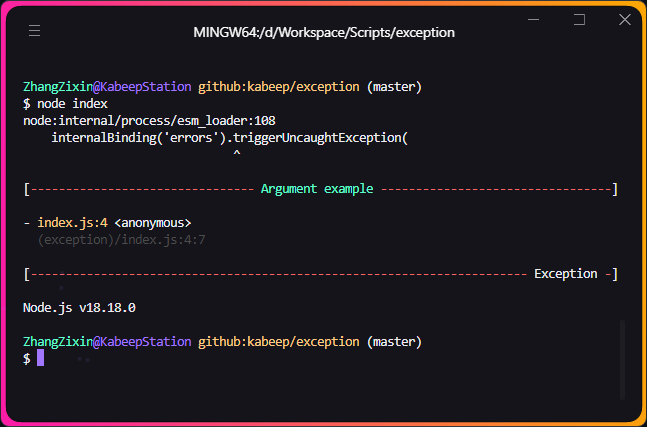 MINGW64:/d/Workspace/Scripts/exception
ZhangZixin@KabeepStation github:kabeep/exception (master)
$ node index
node:internal/process/esm_loader:108
    internalBinding('errors').triggerUncaughtException(
                              ^
[-------------------------------- Argument example ---------------------------------]
- index.js:4 <anonymous>
  (exception)/index.js:4:7
[----------------------------------------------------------------------- Exception -]
Node.js v18.18.0
ZhangZixin@KabeepStation github:kabeep/exception (master)
$